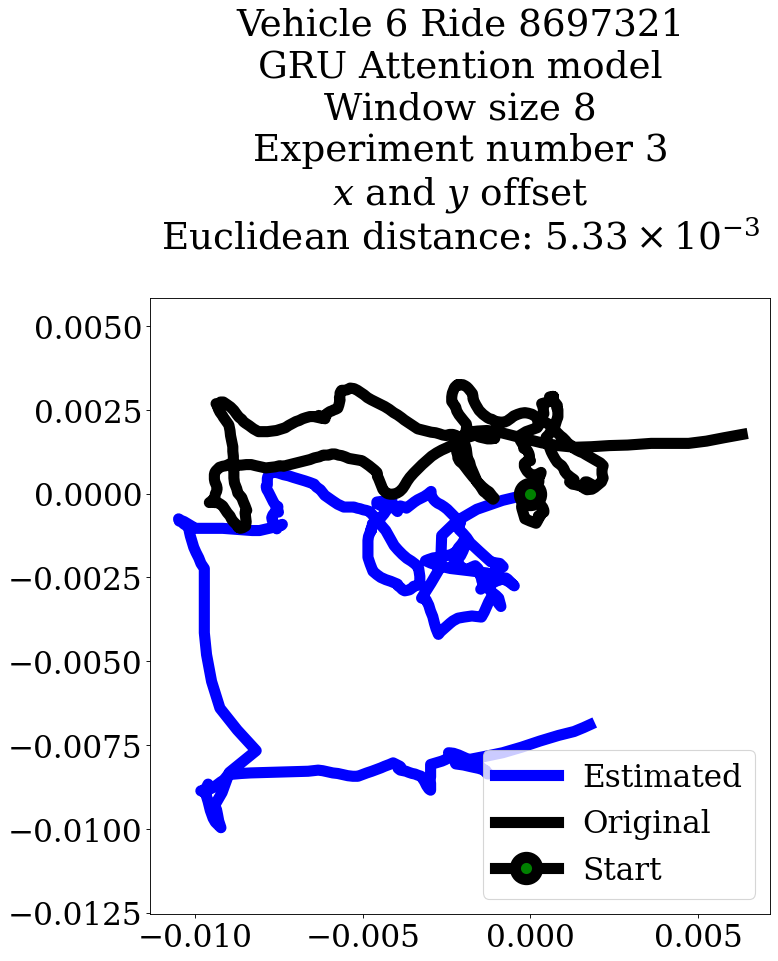 Vehicle 6 Ride 8697321
GRU Attention model
Window size 8
Experiment number 3
x and y offset
Euclidean distance: 5.33 × 10⁻³
0.0050
0.0025
0.0000
−0.0025
−0.0050
−0.0075
−0.0100
−0.0125
−0.010 −0.005 0.000 0.005
Estimated
Original
Start